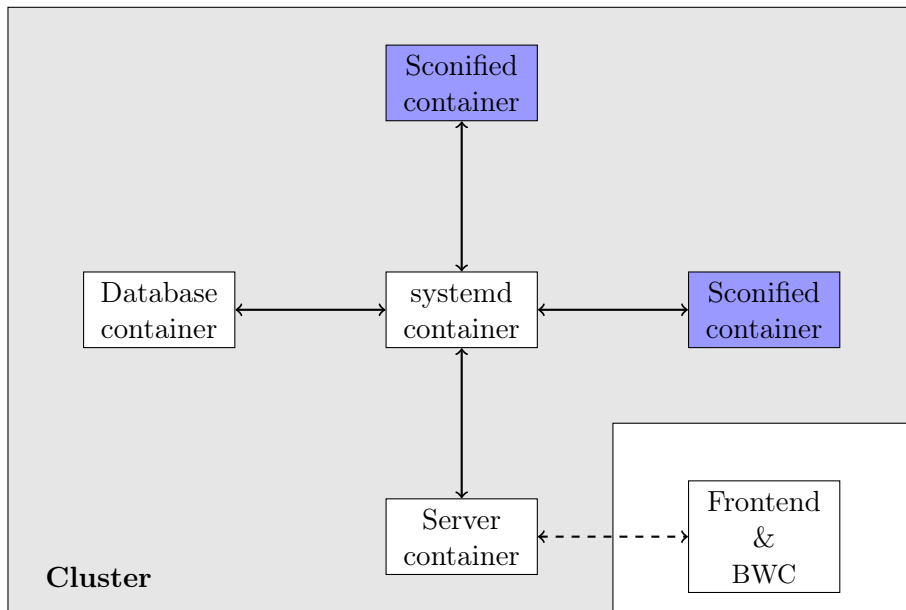 Sconified
container
Database
container
systemd
container
Sconified
container
Server
container
Frontend
&
BWC
Cluster